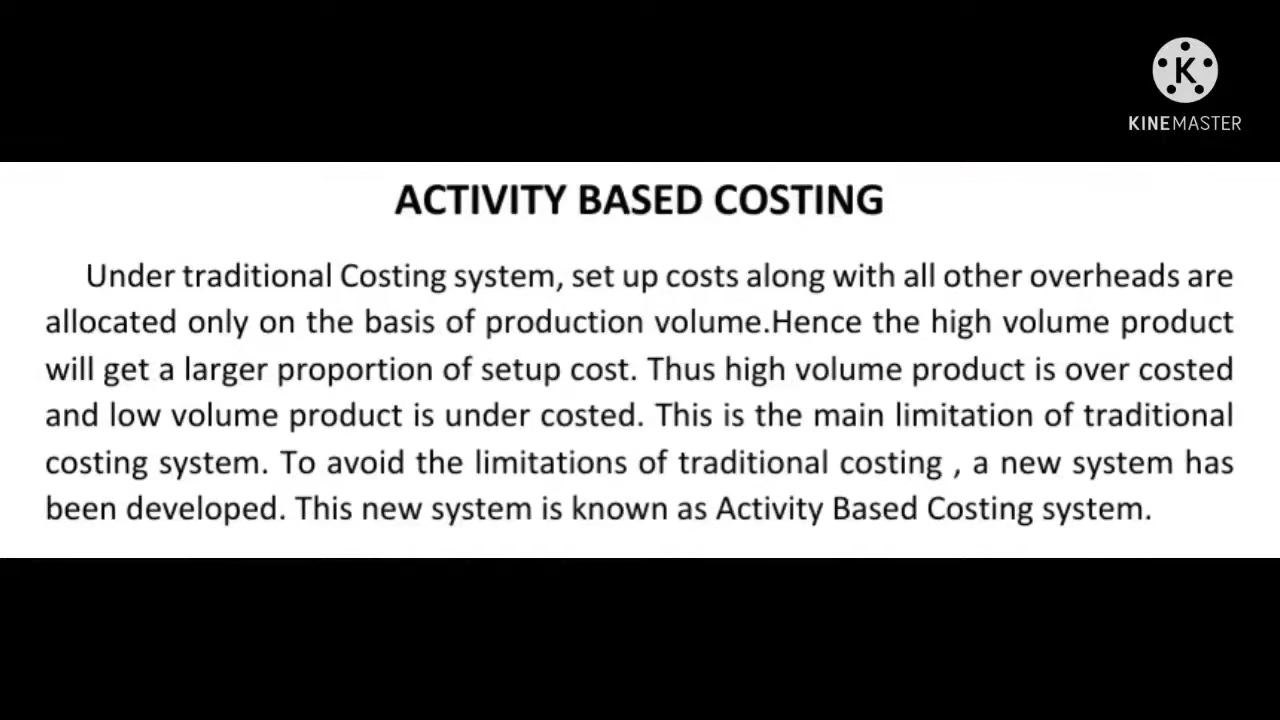 K
KINEMASTER
ACTIVITY BASED COSTING
Under traditional Costing system, set up costs along with all other overheads are
allocated only on the basis of production volume.Hence the high volume product
will get a larger proportion of setup cost. Thus high volume product is over costed
and low volume product is under costed. This is the main limitation of traditional
costing system. To avoid the limitations of traditional costing , a new system has
been developed. This new system is known as Activity Based Costing system.